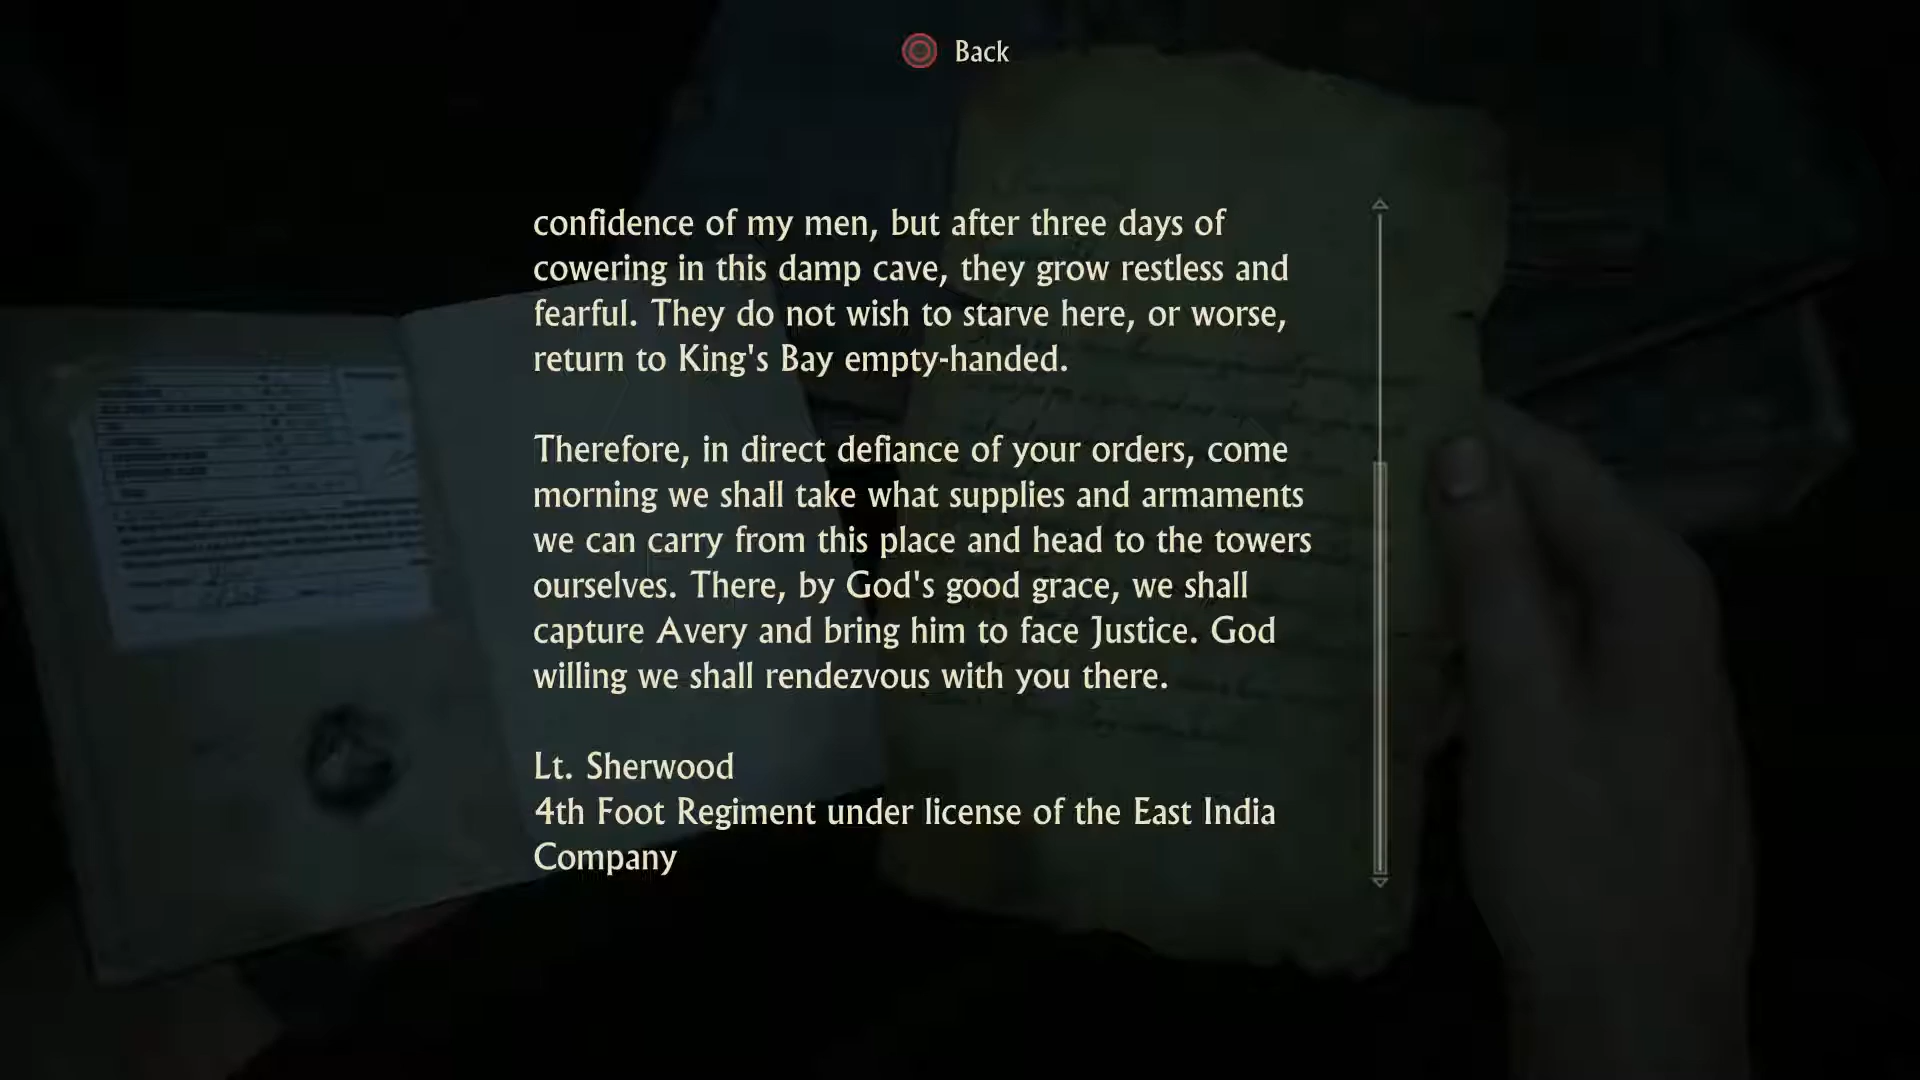 Back
confidence of my men, but after three days of
cowering in this damp cave, they grow restless and
fearful. They do not wish to starve here, or worse,
return to King's Bay empty-handed.
Therefore, in direct defiance of your orders, come
morning we shall take what supplies and armaments
we can carry from this place and head to the towers
ourselves. There, by God's good grace, we shall
capture Avery and bring him to face Justice. God
willing we shall rendezvous with you there.
Lt. Sherwood
4th Foot Regiment under license of the East India
Company